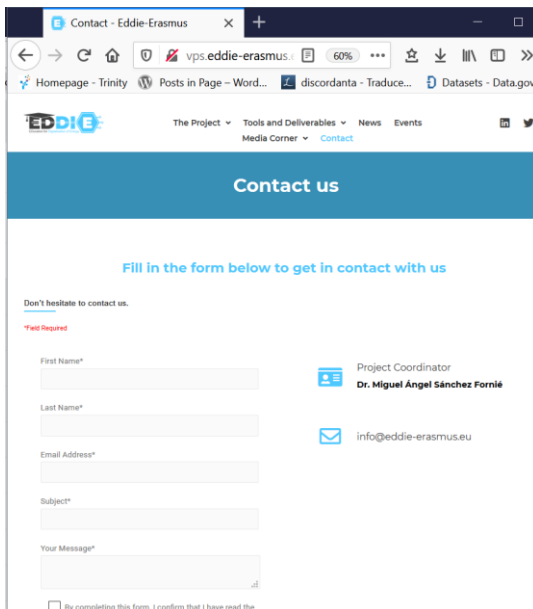 Contact - Eddie-Erasmus
vps.eddie-erasmus. 60%
Homepage - Trinity Posts in Page – Word... discordanta - Traduce... Datasets - Data.gov
EDDIE
The Project Tools and Deliverables News Events
Media Corner Contact
Contact us
Fill in the form below to get in contact with us
Don't hesitate to contact us.
*Field Required
First Name*
Project Coordinator
Dr. Miguel Ángel Sánchez Fornié
Last Name*
info@eddie-erasmus.eu
Email Address*
Subject*
Your Message*
By completing this form, I confirm that I have read the